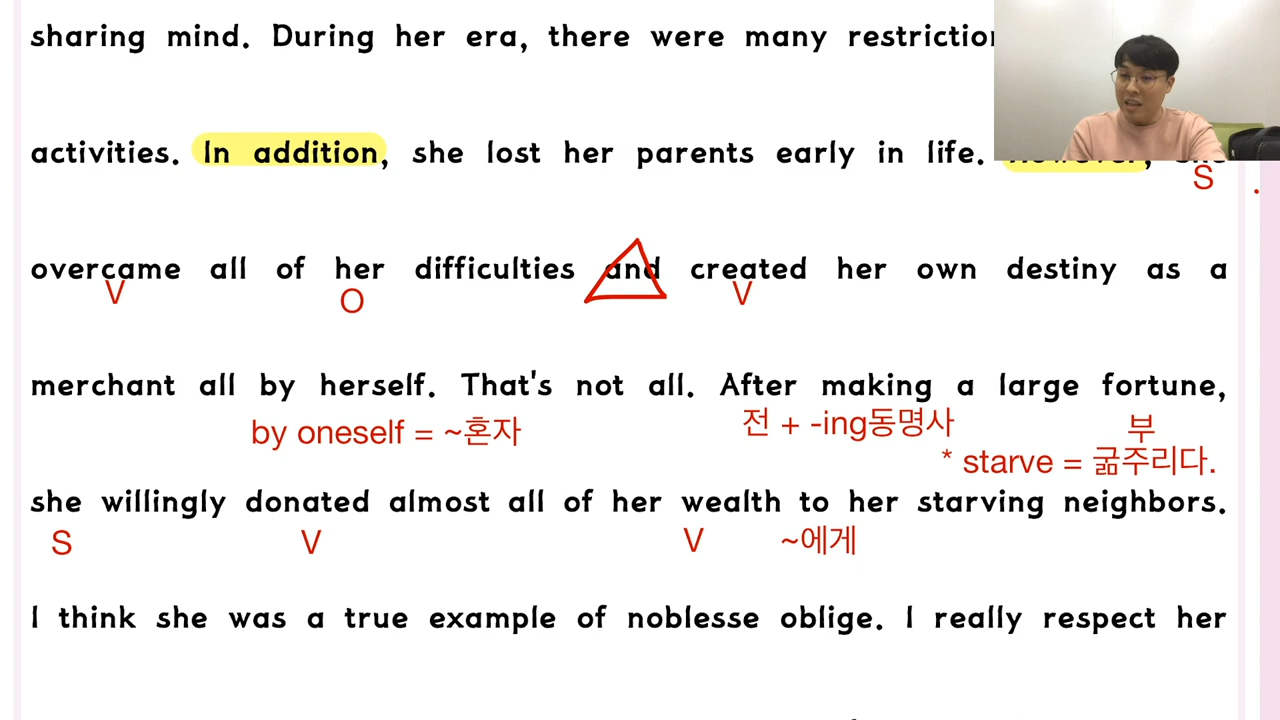 sharing mind. During her era, there were many
activities. In addition, she lost her parents early in life. However, she
S
overcame all of her difficulties and created her own destiny as a
V O V
merchant all by herself. That's not all. After making a large fortune,
by oneself = ~혼자 전 + -ing동명사 부
* starve = 굶주리다.
she willingly donated almost all of her wealth to her starving neighbors.
S V V ~에게
I think she was a true example of noblesse oblige. I really respect her